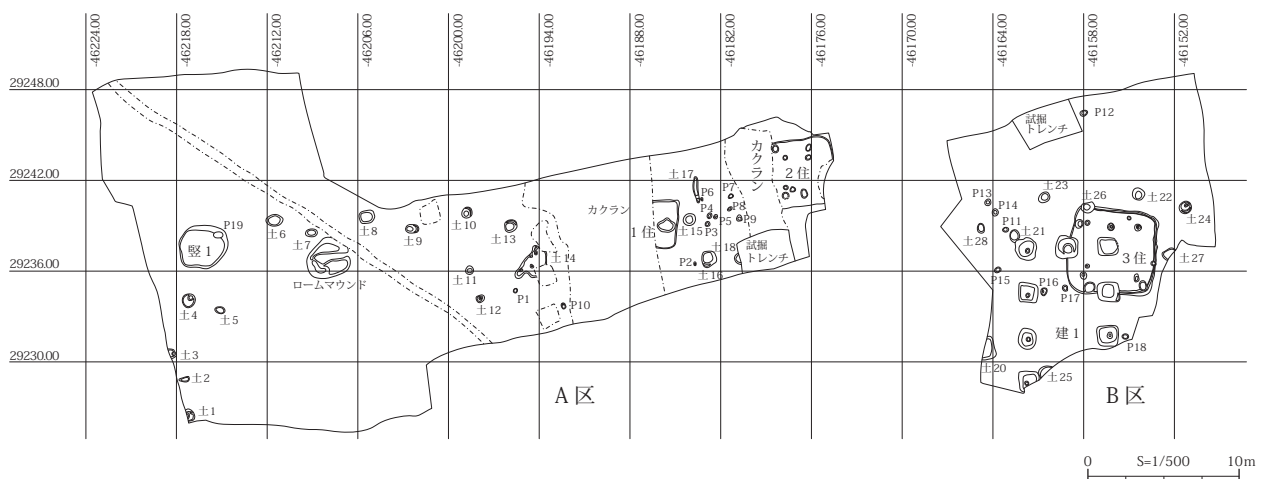 -46224.00
-46218.00
-46212.00
-46206.00
-46200.00
-46194.00
-46188.00
-46182.00
-46176.00
-46170.00
-46164.00
-46158.00
-46152.00
29248.00
29242.00
29236.00
29230.00
P19
竪1
土6
土7
ロームマウンド
土4
土5
土3
土2
土1
土8
土9
土10
土13
土11
土12
P1
土14
P10
カクラン
1住
土17
P6
P4
P5
P3
土15
土18
P2
土16
P7
P8
P9
カクラン
2住
試掘
トレンチ
A区
試掘
トレンチ
P12
P13
P14
P11
土23
土26
土22
土24
土28
土21
3住
土27
P15
P16
P17
建1
P18
土20
土25
B区
0
S=1/500
10m